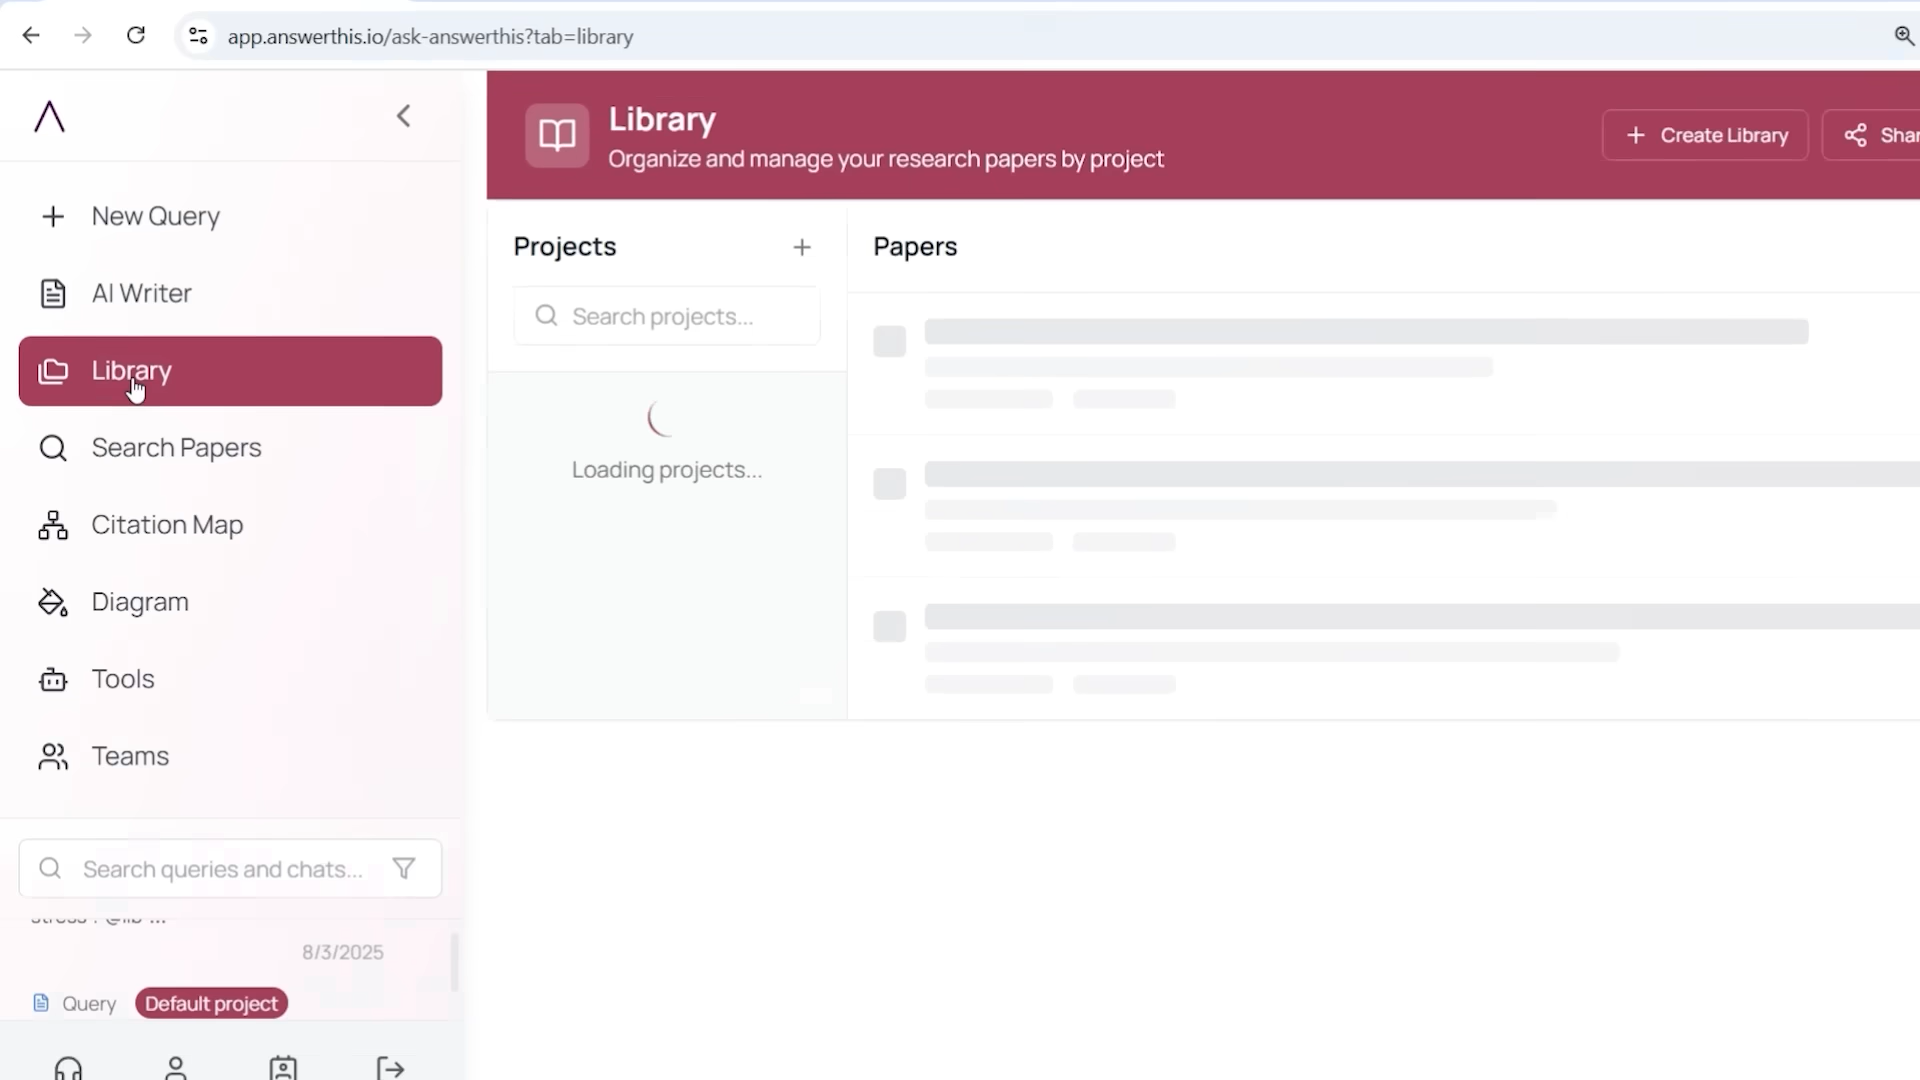 app.answerthis.io/ask-answerthis?tab=library
Library
Organize and manage your research papers by project
Create Library
Shar
New Query
AI Writer
Library
Search Papers
Citation Map
Diagram
Tools
Teams
Projects
Search projects...
Loading projects...
Papers
Search queries and chats...
8/3/2025
Query
Default project